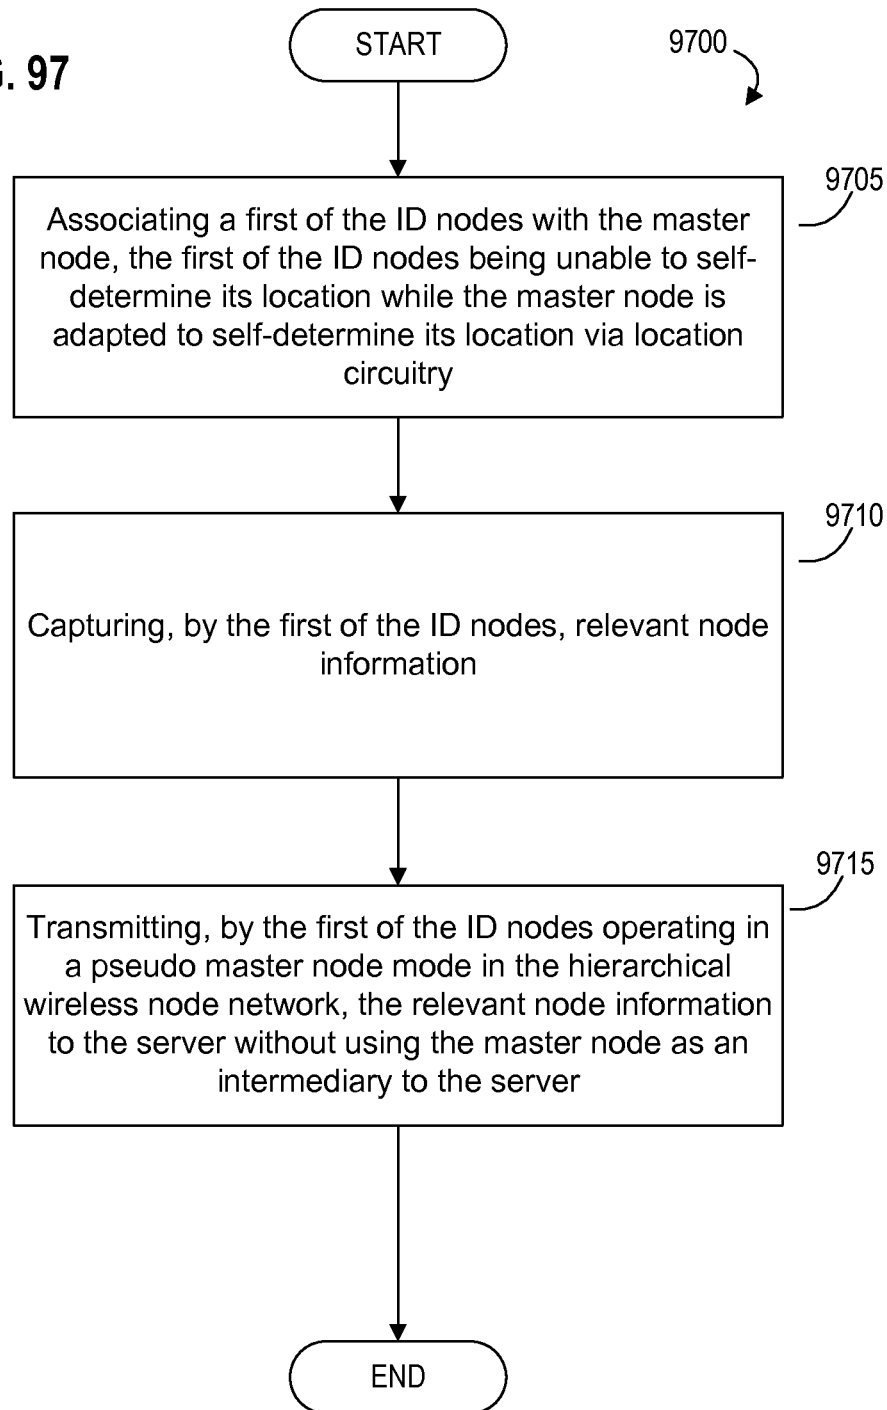 START
9700
G. 97
9705
Associating a first of the ID nodes with the master
node, the first of the ID nodes being unable to self-
determine its location while the master node is
adapted to self-determine its location via location
circuitry
9710
Capturing, by the first of the ID nodes, relevant node
information
9715
Transmitting, by the first of the ID nodes operating in
a pseudo master node mode in the hierarchical
wireless node network, the relevant node information
to the server without using the master node as an
intermediary to the server
END